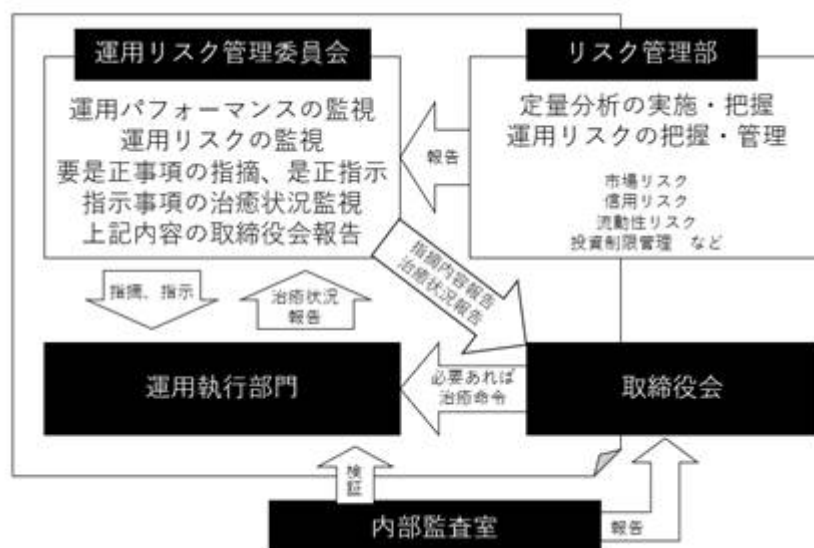 運用リスク管理委員会
運用パフォーマンスの監視
運用リスクの監視
要是正事項の指摘、是正指示
指示事項の治癒状況監視
上記内容の取締役会報告
リスク管理部
定量分析の実施・把握
運用リスクの把握・管理
市場リスク
信用リスク
流動性リスク
投資制限管理 など
報告
指摘、指示
治癒状況
報告
指摘内容報告
治癒状況報告
運用執行部門
必要あれば
治癒命令
取締役会
検証
内部監査室
報告